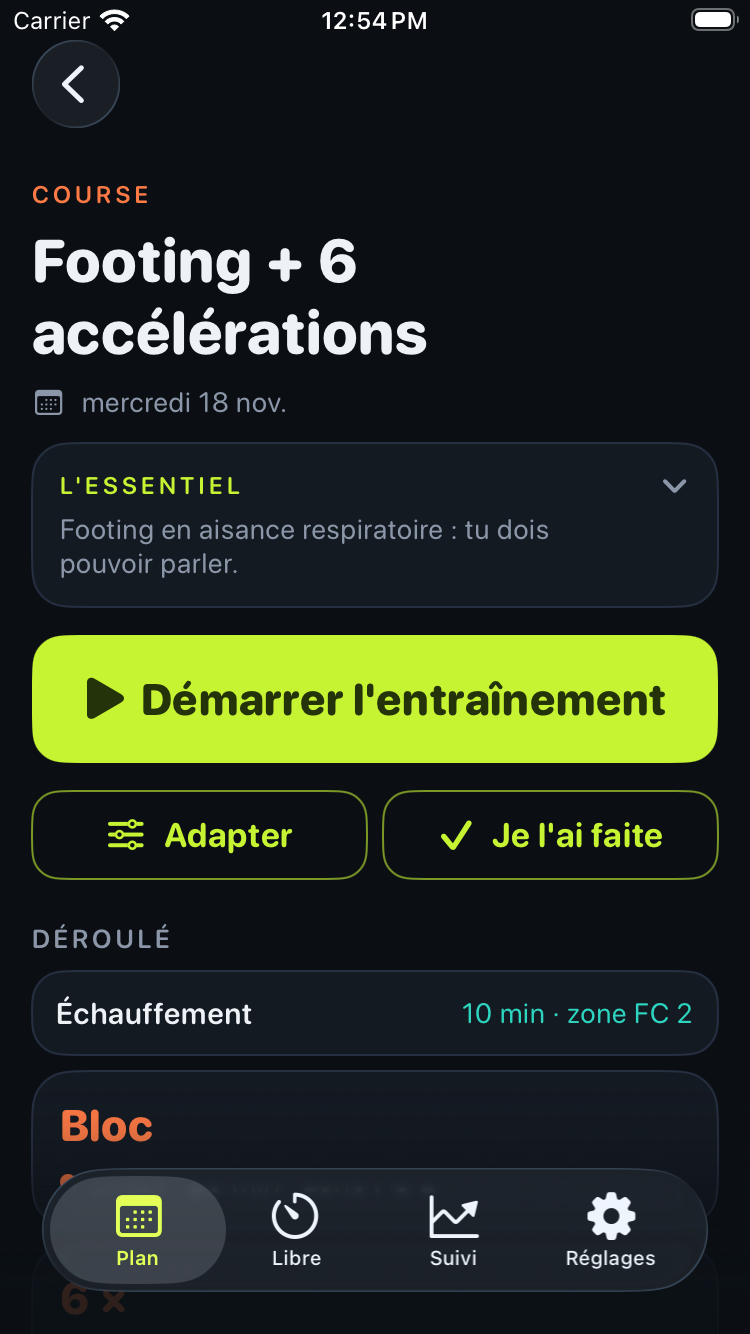 Carrier 12:54 PM
COURSE
Footing + 6
accélérations
mercredi 18 nov.
L'ESSENTIEL
Footing en aisance respiratoire : tu dois
pouvoir parler.
Démarrer l'entraînement
Adapter
Je l'ai faite
DÉROULÉ
Échauffement 10 min · zone FC 2
Bloc
6 ×
Plan
Libre
Suivi
Réglages